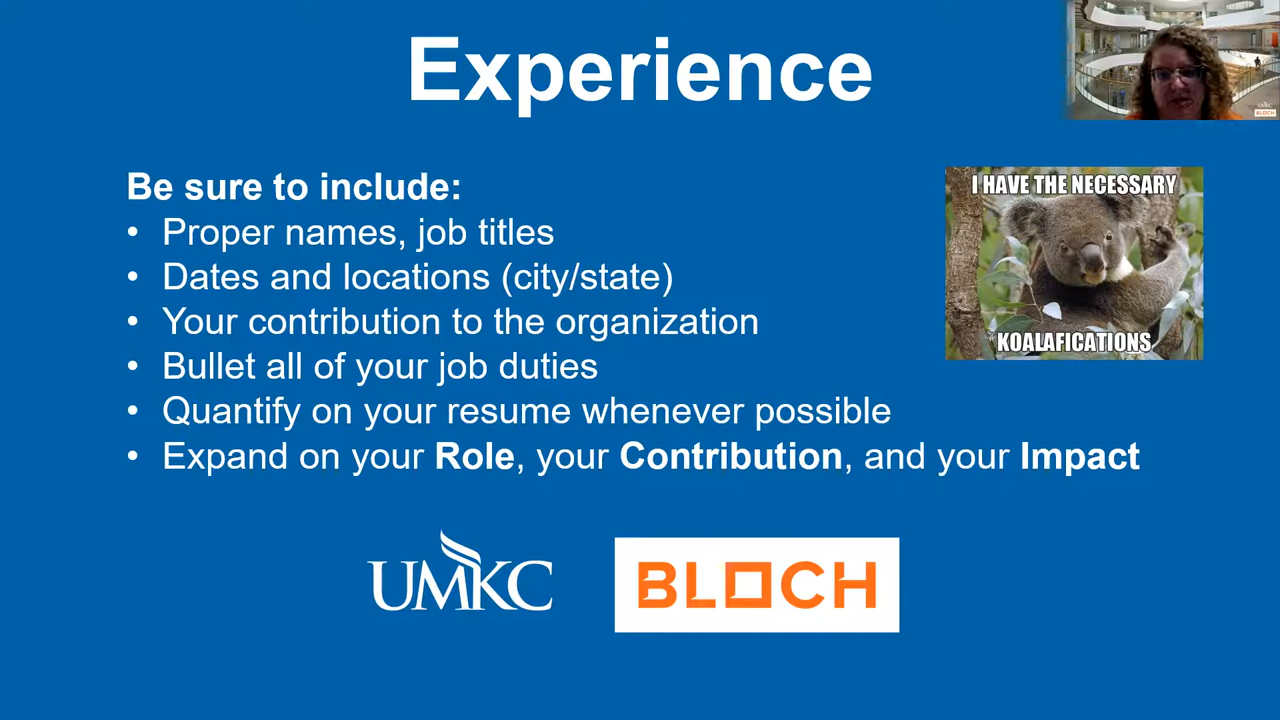 Experience
Be sure to include:
• Proper names, job titles
• Dates and locations (city/state)
• Your contribution to the organization
• Bullet all of your job duties
• Quantify on your resume whenever possible
• Expand on your Role, your Contribution, and your Impact
I HAVE THE NECESSARY
KOALAFICATIONS
UMKC
BLOCH
UMKC
BLOCH